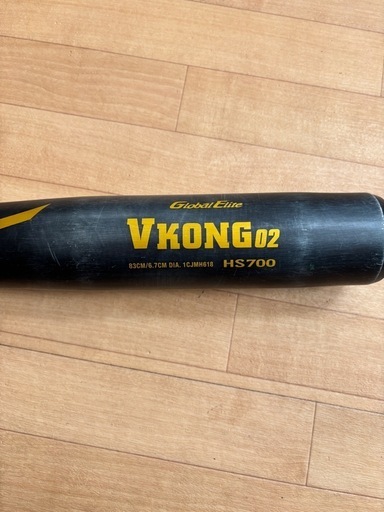 Global Elite
VKONG02
83CM/6.7CM DIA. 1CJMH618 HS700